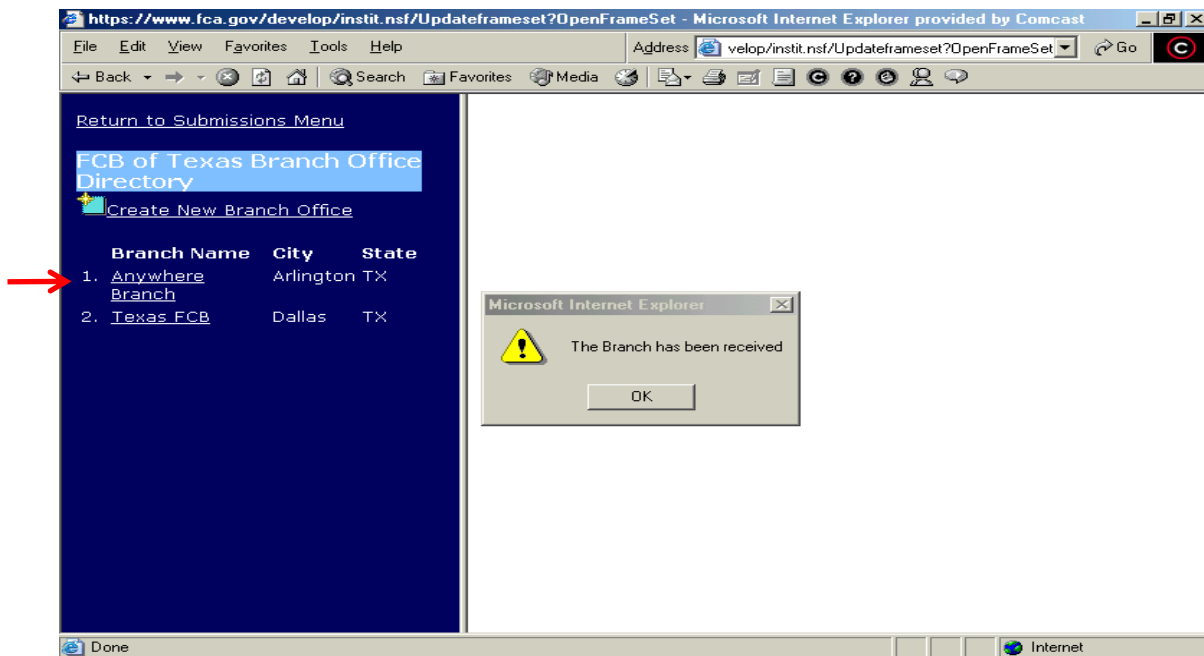 https://www.fca.gov/develop/instit.nsf/Updateframeset?OpenFrameSet - Microsoft Internet Explorer provided by Comcast
File Edit View Favorites Tools Help Address velop/instit.nsf/Updateframeset?OpenFrameSet Go
Back Search Favorites Media
Return to Submissions Menu
FCB of Texas Branch Office
Directory
Create New Branch Office
Branch Name City State
1. Anywhere Arlington TX
Branch
2. Texas FCB Dallas TX
Microsoft Internet Explorer
The Branch has been received
OK
Done Internet